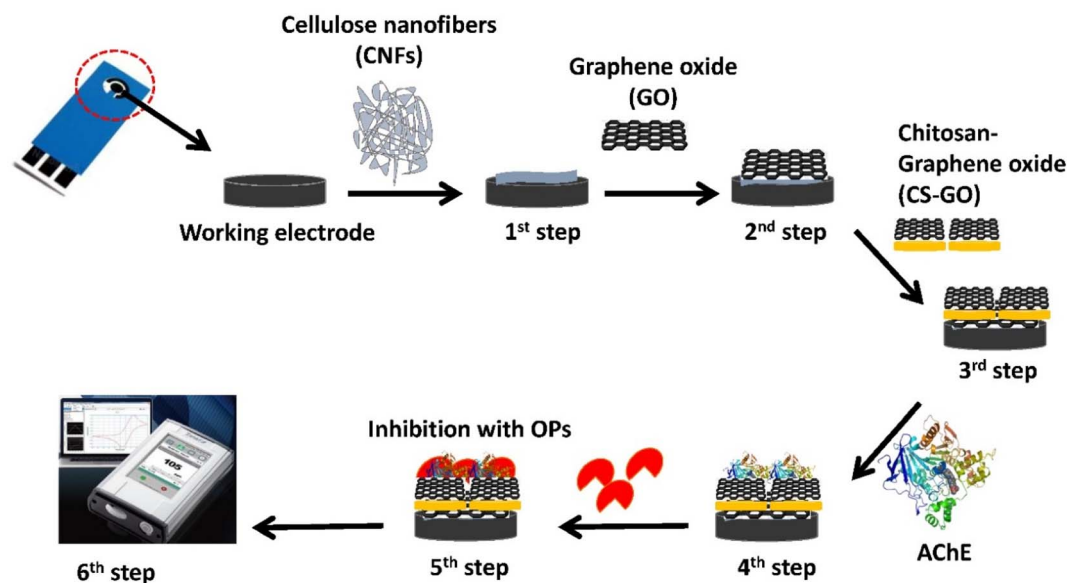 Cellulose nanofibers
(CNFs)
Graphene oxide
(GO)
Chitosan-
Graphene oxide
(CS-GO)
Working electrode
1st step
2nd step
3rd step
Inhibition with OPs
105
6th step
5th step
4th step
AChE